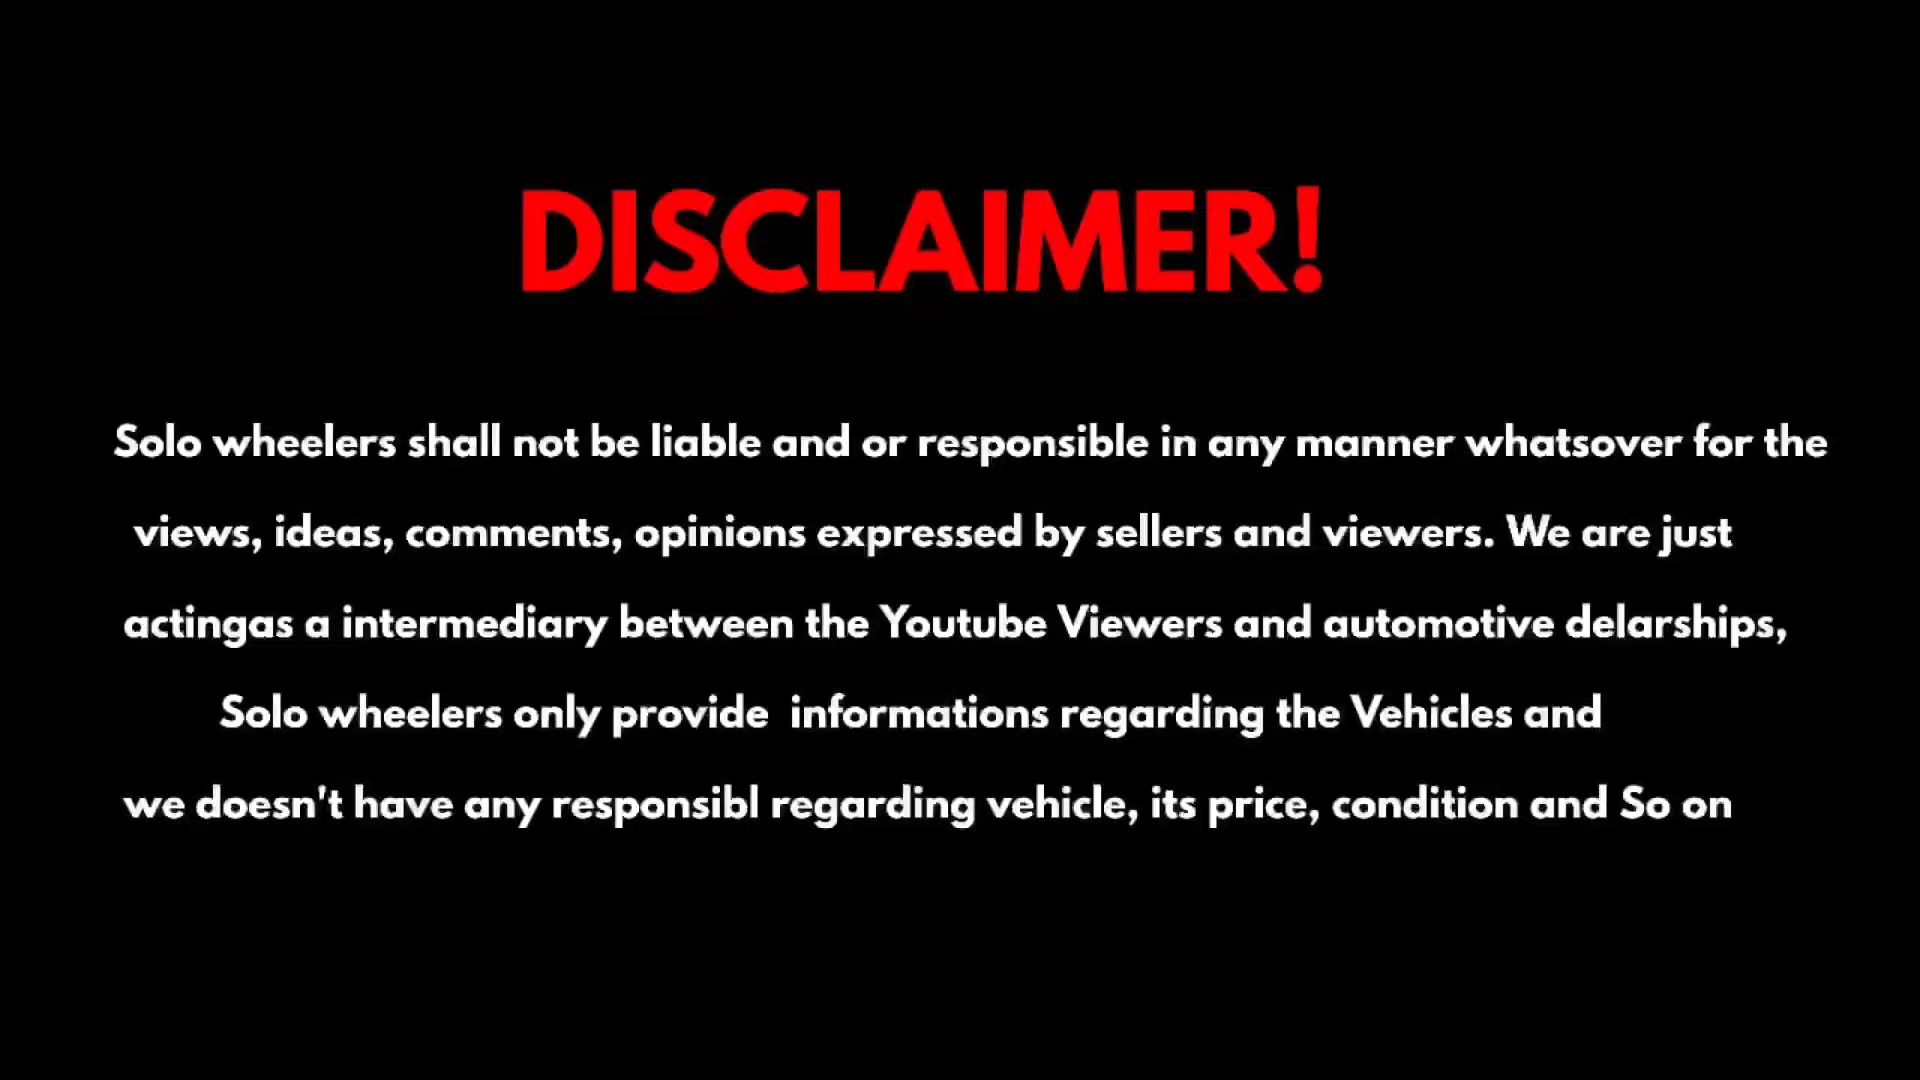 DISCLAIMER!
Solo wheelers shall not be liable and or responsible in any manner whatsover for the
views, ideas, comments, opinions expressed by sellers and viewers. We are just
actingas a intermediary between the Youtube Viewers and automotive delarships,
Solo wheelers only provide  informations regarding the Vehicles and
we doesn't have any responsibl regarding vehicle, its price, condition and So on